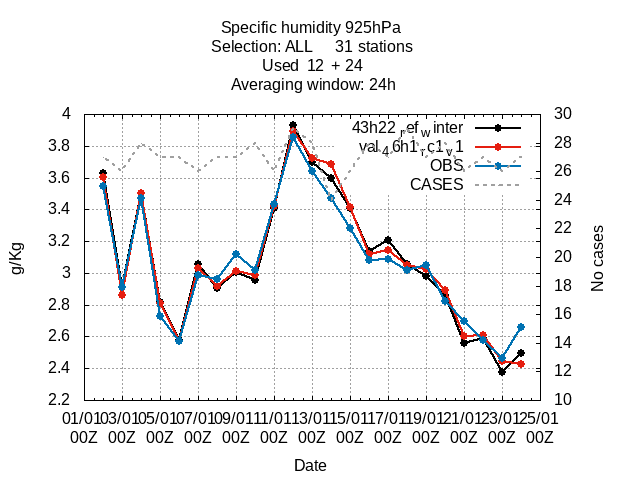 Specific humidity 925hPa
Selection: ALL 31 stations
Used 12 + 24
Averaging window: 24h
4
3.8
3.6
3.4
3.2
3
2.8
2.6
2.4
2.2
g/Kg
30
28
26
24
22
20
18
16
14
12
10
No cases
43h22_ref_winter
val_46h1_rc1_v1
OBS
CASES
01/01 03/01 05/01 07/01 09/01 11/01 13/01 15/01 17/01 19/01 21/01 23/01 25/01
00Z 00Z 00Z 00Z 00Z 00Z 00Z 00Z 00Z 00Z 00Z 00Z 00Z
Date